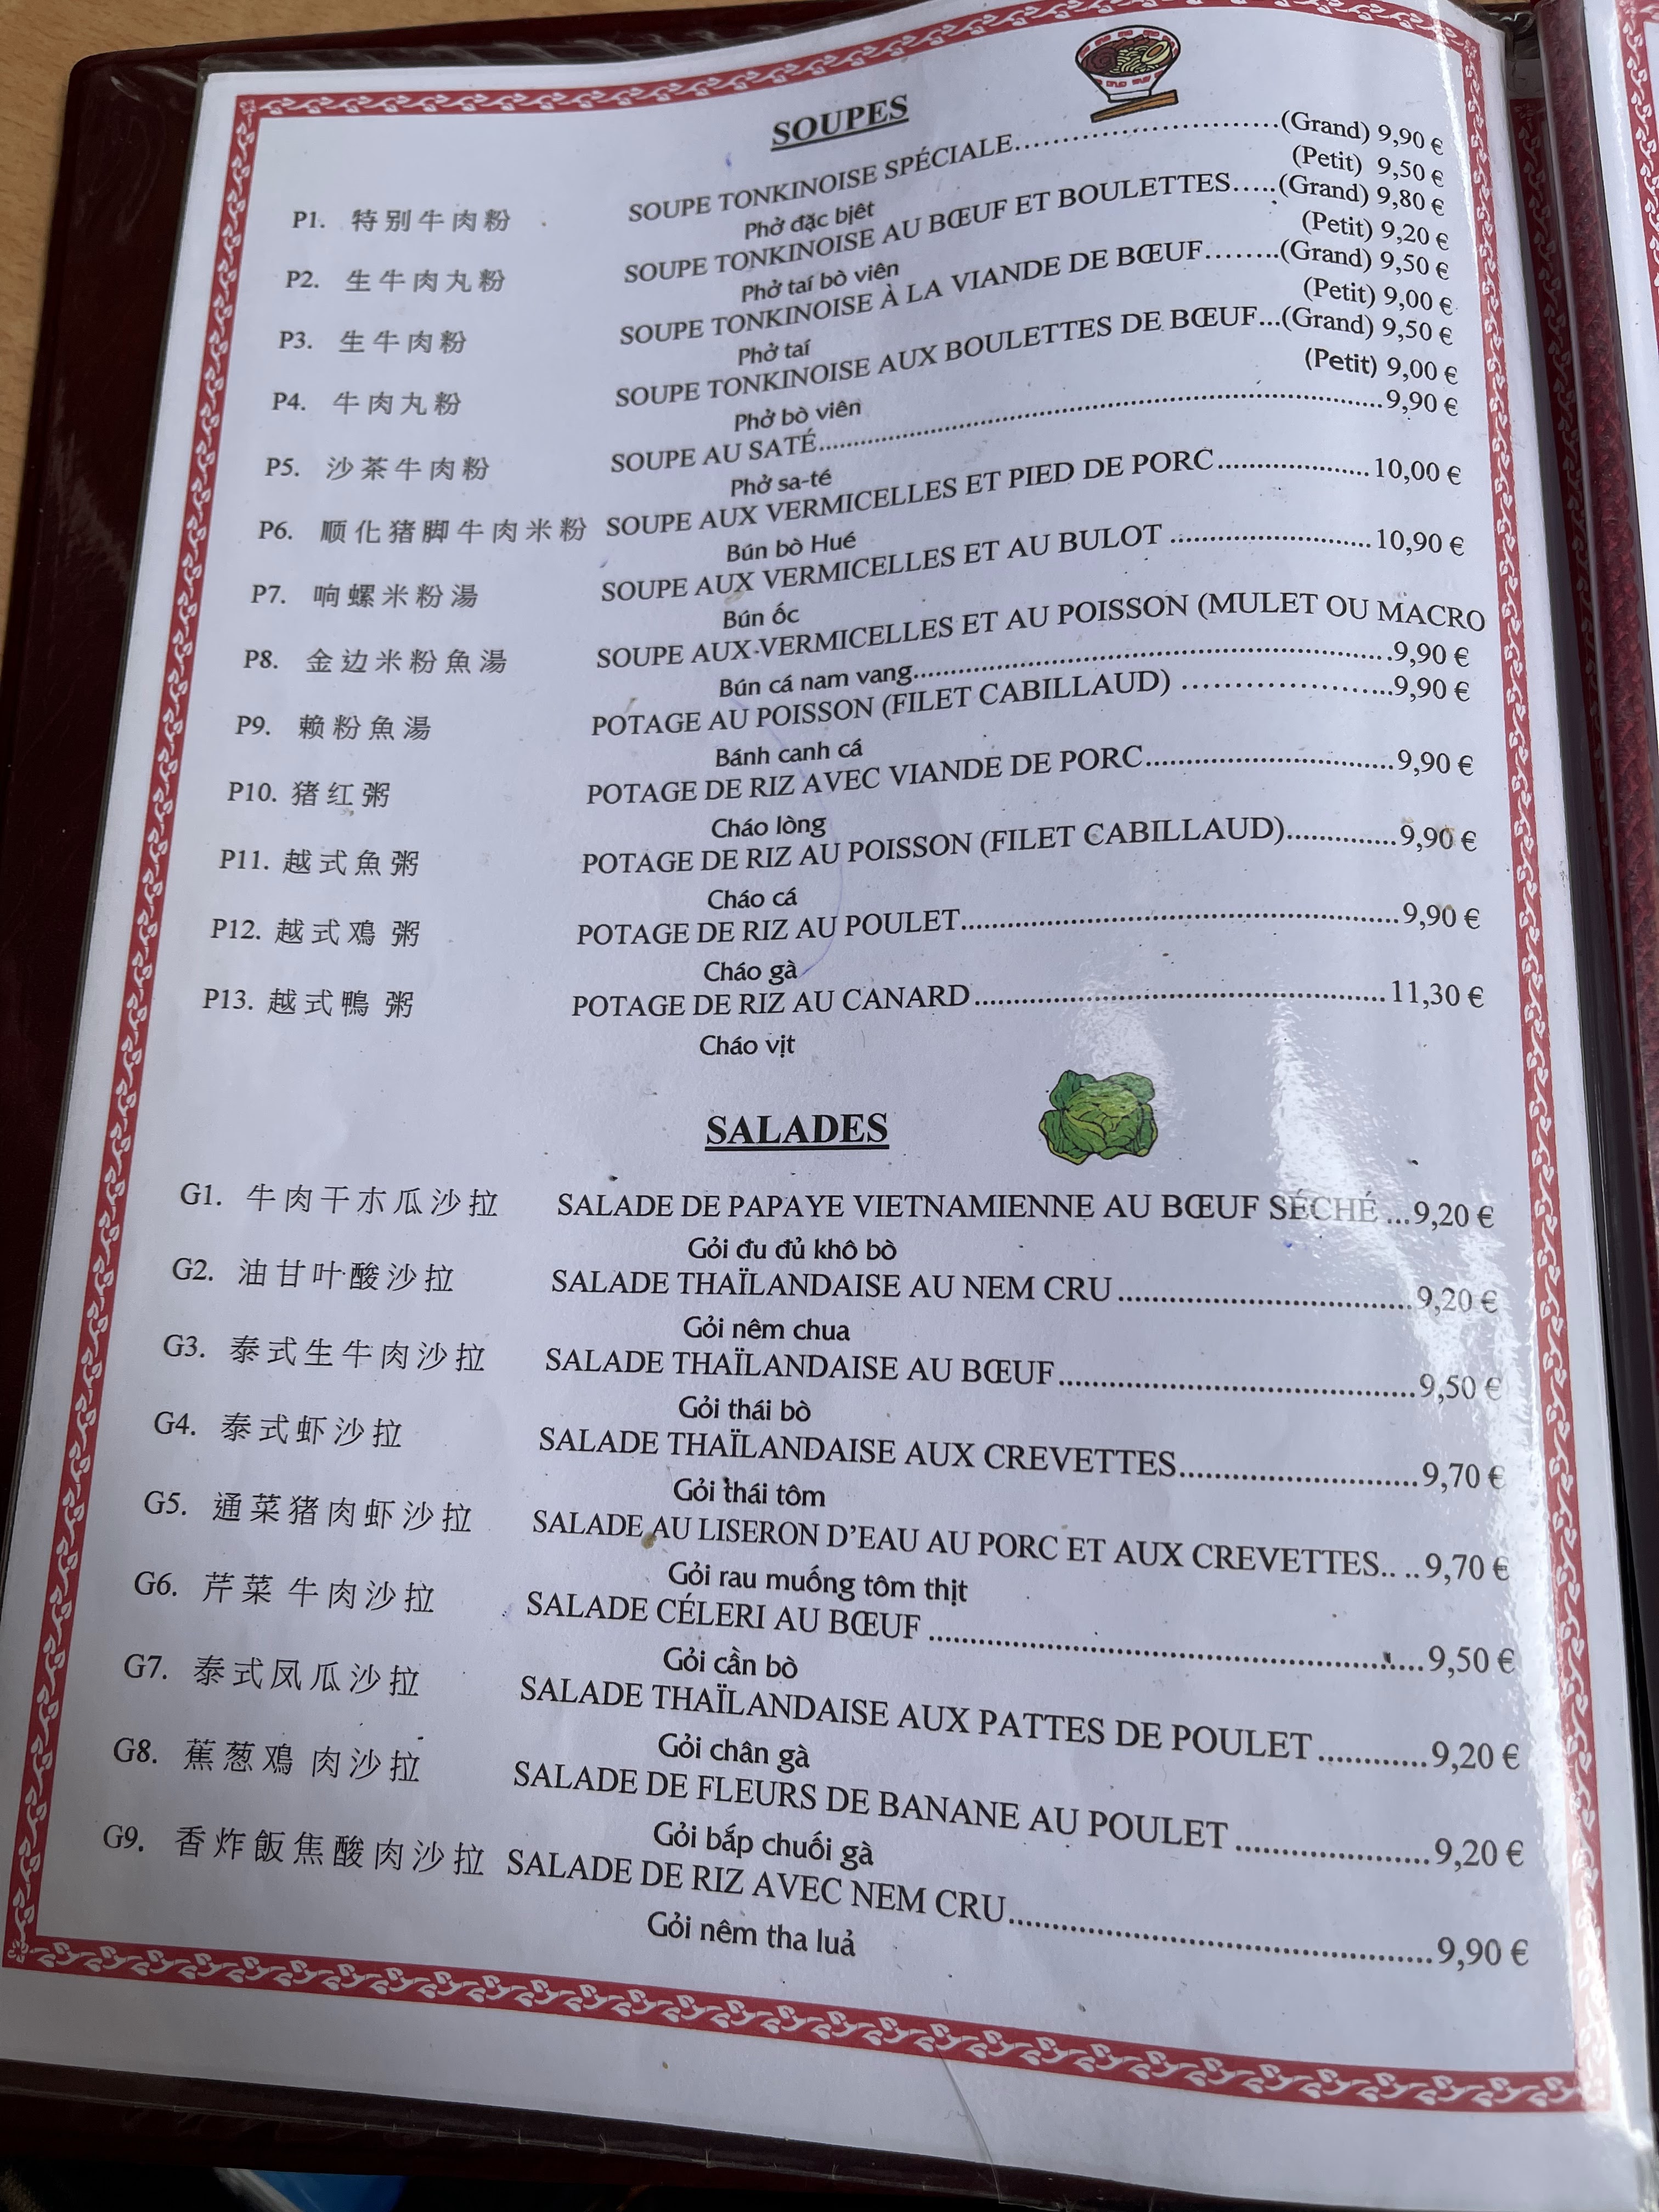 SOUPES
P1. 特别牛肉粉 SOUPE TONKINOISE SPÉCIALE..............................(Grand) 9,90 €
(Petit) 9,50 €
Phở đặc biêt
P2. 生牛肉丸粉 SOUPE TONKINOISE AU BŒUF ET BOULETTES.....(Grand) 9,80 €
(Petit) 9,20 €
Phở taí bò viên
P3. 生牛肉粉 SOUPE TONKINOISE À LA VIANDE DE BŒUF........(Grand) 9,50 €
(Petit) 9,00 €
Phở taí
P4. 牛肉丸粉 SOUPE TONKINOISE AUX BOULETTES DE BŒUF...(Grand) 9,50 €
(Petit) 9,00 €
Phở bò viên
P5. 沙茶牛肉粉 SOUPE AU SATÉ..............................9,90 €
Phở sa-té
P6. 顺化猪脚牛肉米粉 SOUPE AUX VERMICELLES ET PIED DE PORC....................10,00 €
Bún bò Hué
P7. 响螺米粉湯 SOUPE AUX VERMICELLES ET AU BULOT ..........................10,90 €
Bún ốc
P8. 金边米粉魚湯 SOUPE AUX VERMICELLES ET AU POISSON (MULET OU MACRO
Bún cá nam vang..............................9,90 €
P9. 赖粉魚湯 POTAGE AU POISSON (FILET CABILLAUD) ......................9,90 €
Bánh canh cá
P10. 猪红粥 POTAGE DE RIZ AVEC VIANDE DE PORC..............................9,90 €
Cháo lòng
P11. 越式魚粥 POTAGE DE RIZ AU POISSON (FILET CABILLAUD)..............9,90 €
Cháo cá
P12. 越式鳮 粥 POTAGE DE RIZ AU POULET..............................9,90 €
Cháo gà
P13. 越式鴨 粥 POTAGE DE RIZ AU CANARD..............................11,30 €
Cháo vịt
SALADES
G1. 牛肉干木瓜沙拉 SALADE DE PAPAYE VIETNAMIENNE AU BŒUF SÉCHÉ ...9,20 €
Gỏi đu đủ khô bò
G2. 油甘叶酸沙拉 SALADE THAÏLANDAISE AU NEM CRU..............................9,20 €
Gỏi nêm chua
G3. 泰式生牛肉沙拉 SALADE THAÏLANDAISE AU BŒUF..............................9,50 €
Gỏi thái bò
G4. 泰式虾沙拉 SALADE THAÏLANDAISE AUX CREVETTES..............................9,70 €
Gỏi thái tôm
G5. 通菜猪肉虾沙拉 SALADE AU LISERON D’EAU AU PORC ET AUX CREVETTES.. ..9,70 €
Gỏi rau muống tôm thịt
G6. 芹菜 牛肉沙拉 SALADE CÉLERI AU BŒUF ..............................9,50 €
Gỏi cần bò
G7. 泰式凤瓜沙拉 SALADE THAÏLANDAISE AUX PATTES DE POULET ............9,20 €
Gỏi chân gà
G8. 蕉葱鳮 肉沙拉 SALADE DE FLEURS DE BANANE AU POULET ......................9,20 €
Gỏi bắp chuối gà
G9. 香炸飯焦酸肉沙拉 SALADE DE RIZ AVEC NEM CRU..............................9,90 €
Gỏi nêm tha luả